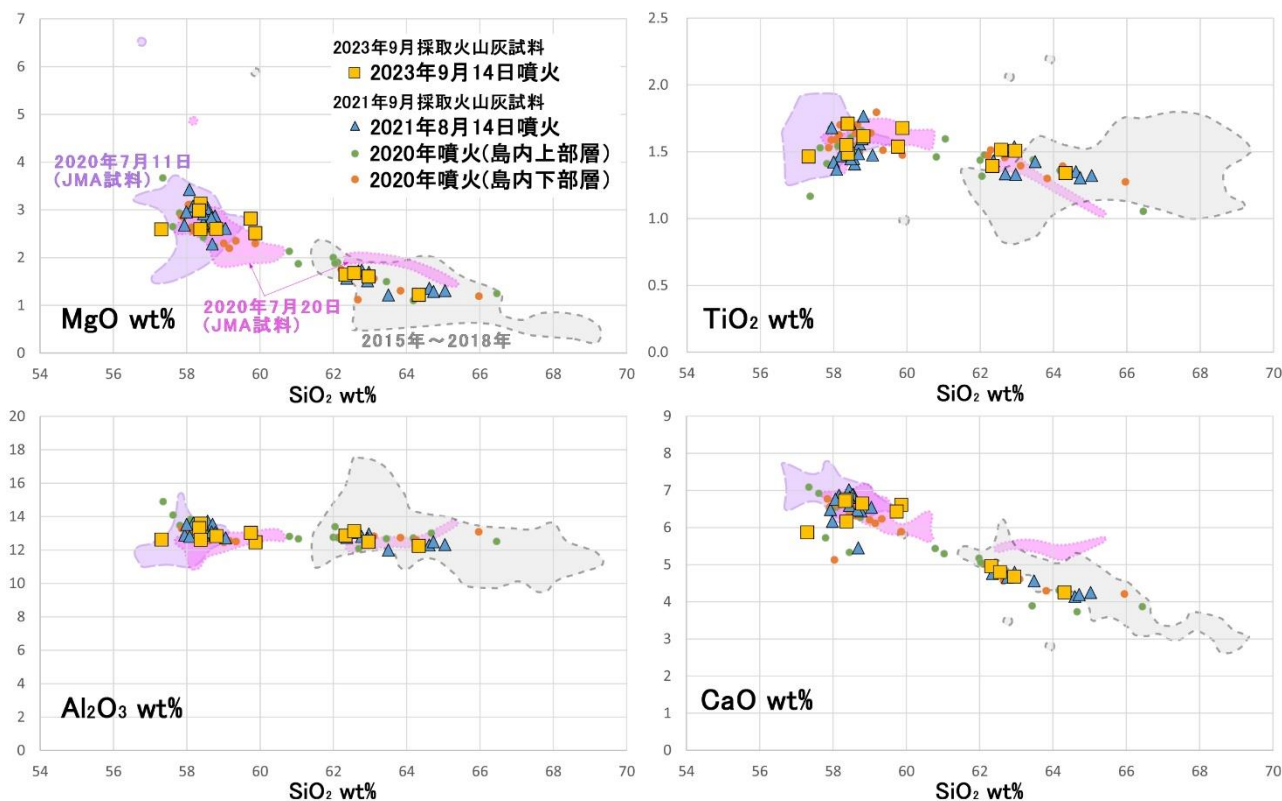 7
6
5
4
3
2
1
0
2023年9月採取火山灰試料
2023年9月14日噴火
2021年9月採取火山灰試料
2021年8月14日噴火
2020年噴火(島内上部層)
2020年噴火(島内下部層)
2020年7月11日
(JMA試料)
2020年7月20日
(JMA試料)
2015年~2018年
MgO wt%
54 56 58 60 62 64 66 68 70
SiO₂ wt%
2.5
2.0
1.5
1.0
0.5
0.0
TiO₂ wt%
54 56 58 60 62 64 66 68 70
SiO₂ wt%
20
18
16
14
12
10
8
6
4
2
0
Al₂O₃ wt%
54 56 58 60 62 64 66 68 70
SiO₂ wt%
9
8
7
6
5
4
3
2
1
0
CaO wt%
54 56 58 60 62 64 66 68 70
SiO₂ wt%